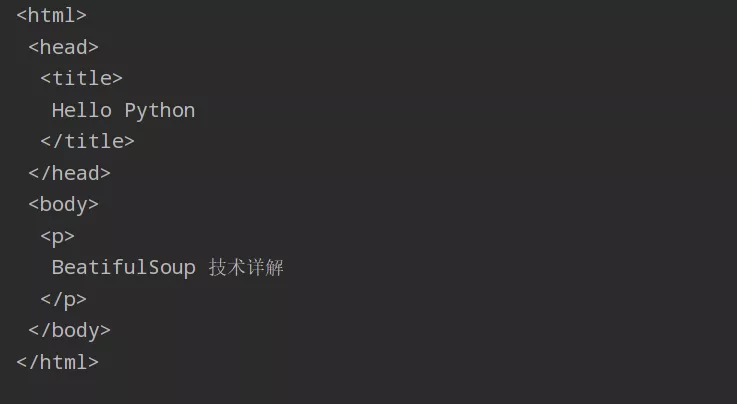 <html>
 <head>
  <title>
   Hello Python
  </title>
 </head>
 <body>
  <p>
   BeatifulSoup 技术详解
  </p>
 </body>
</html>